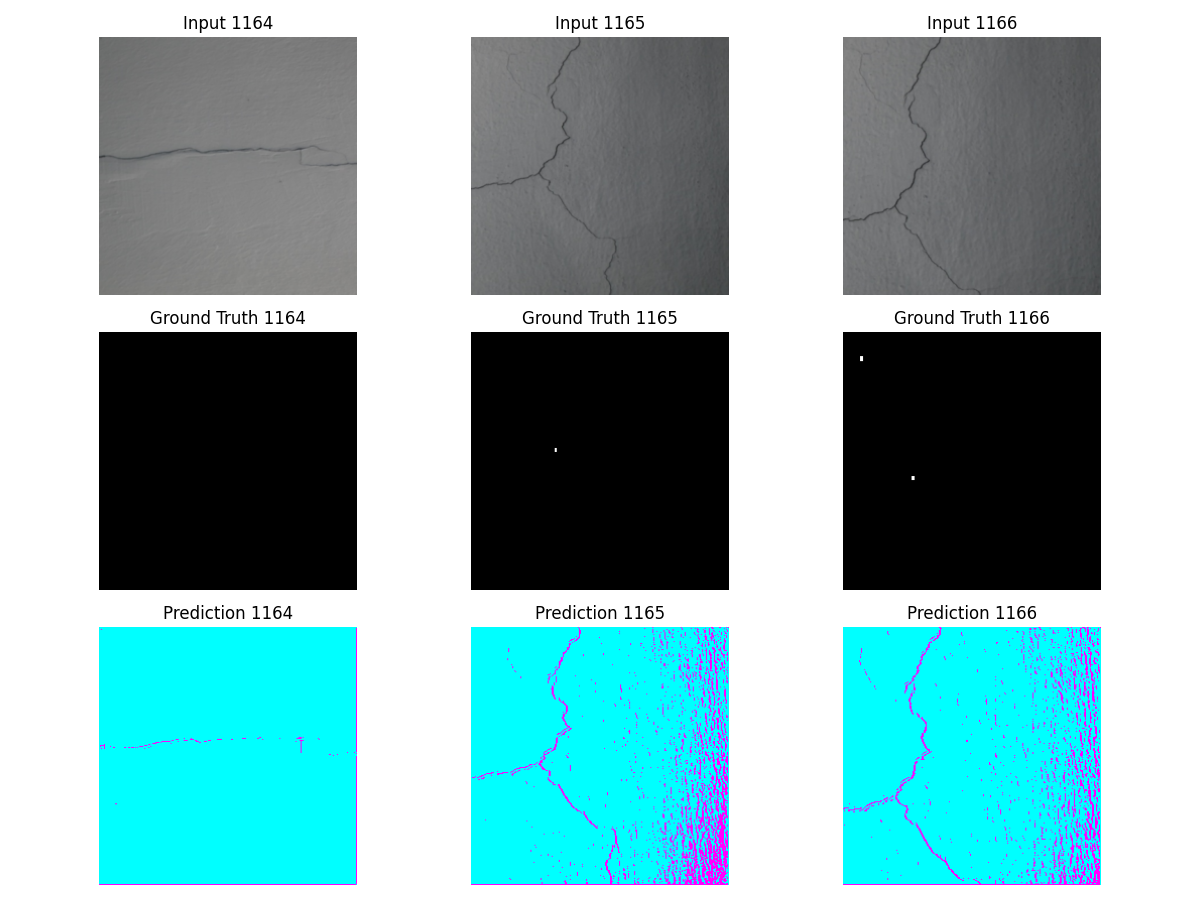 Input 1164
Input 1165
Input 1166
Ground Truth 1164
Ground Truth 1165
Ground Truth 1166
Prediction 1164
Prediction 1165
Prediction 1166